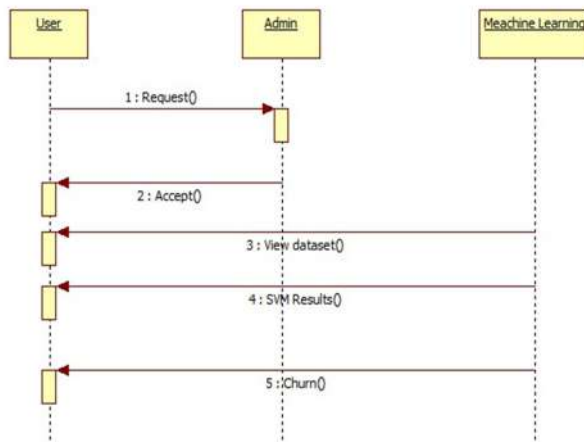 User
Admin
Meachine Learning
1 : Request()
2 : Accept()
3 : View dataset()
4 : SVM Results()
5 : Churn()